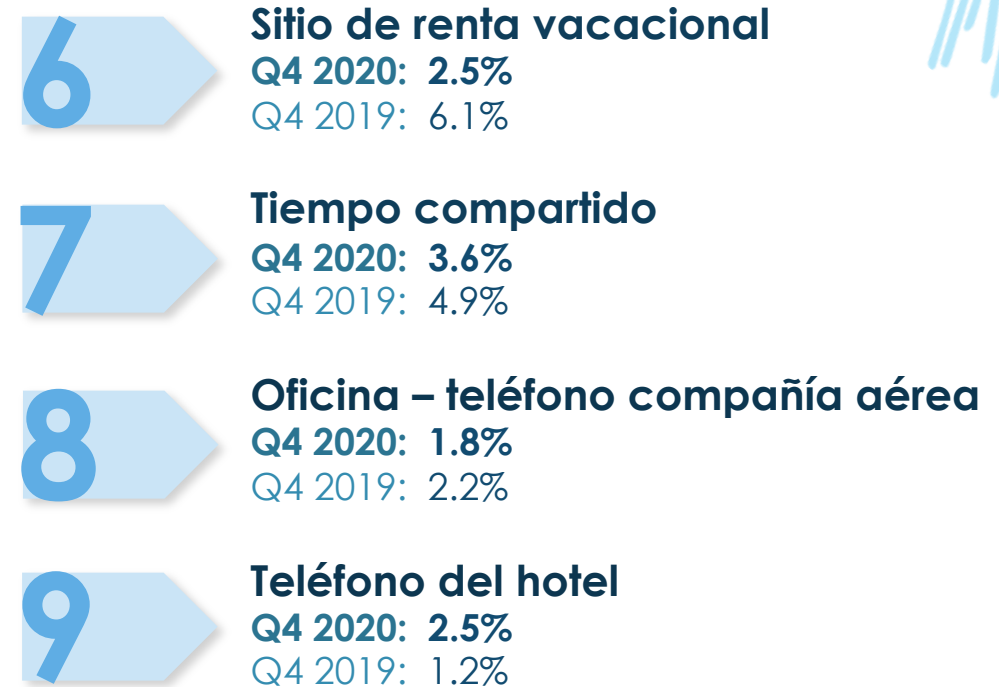 6
Sitio de renta vacacional
Q4 2020: 2.5%
Q4 2019: 6.1%
7
Tiempo compartido
Q4 2020: 3.6%
Q4 2019: 4.9%
8
Oficina – teléfono compañía aérea
Q4 2020: 1.8%
Q4 2019: 2.2%
9
Teléfono del hotel
Q4 2020: 2.5%
Q4 2019: 1.2%